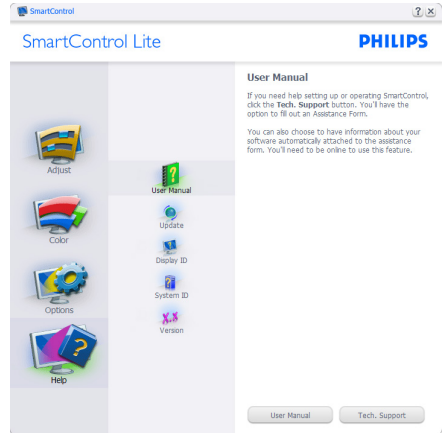 SmartControl
SmartControl Lite
PHILIPS
Adjust
Color
Options
Help
User Manual
Update
Display ID
System ID
X.X
Version
User Manual
If you need help setting up or operating SmartControl,
click the Tech. Support button. You'll have the
option to fill out an Assistance Form.
You can also choose to have information about your
software automatically attached to the assistance
form. You'll need to be online to use this feature.
User Manual
Tech. Support